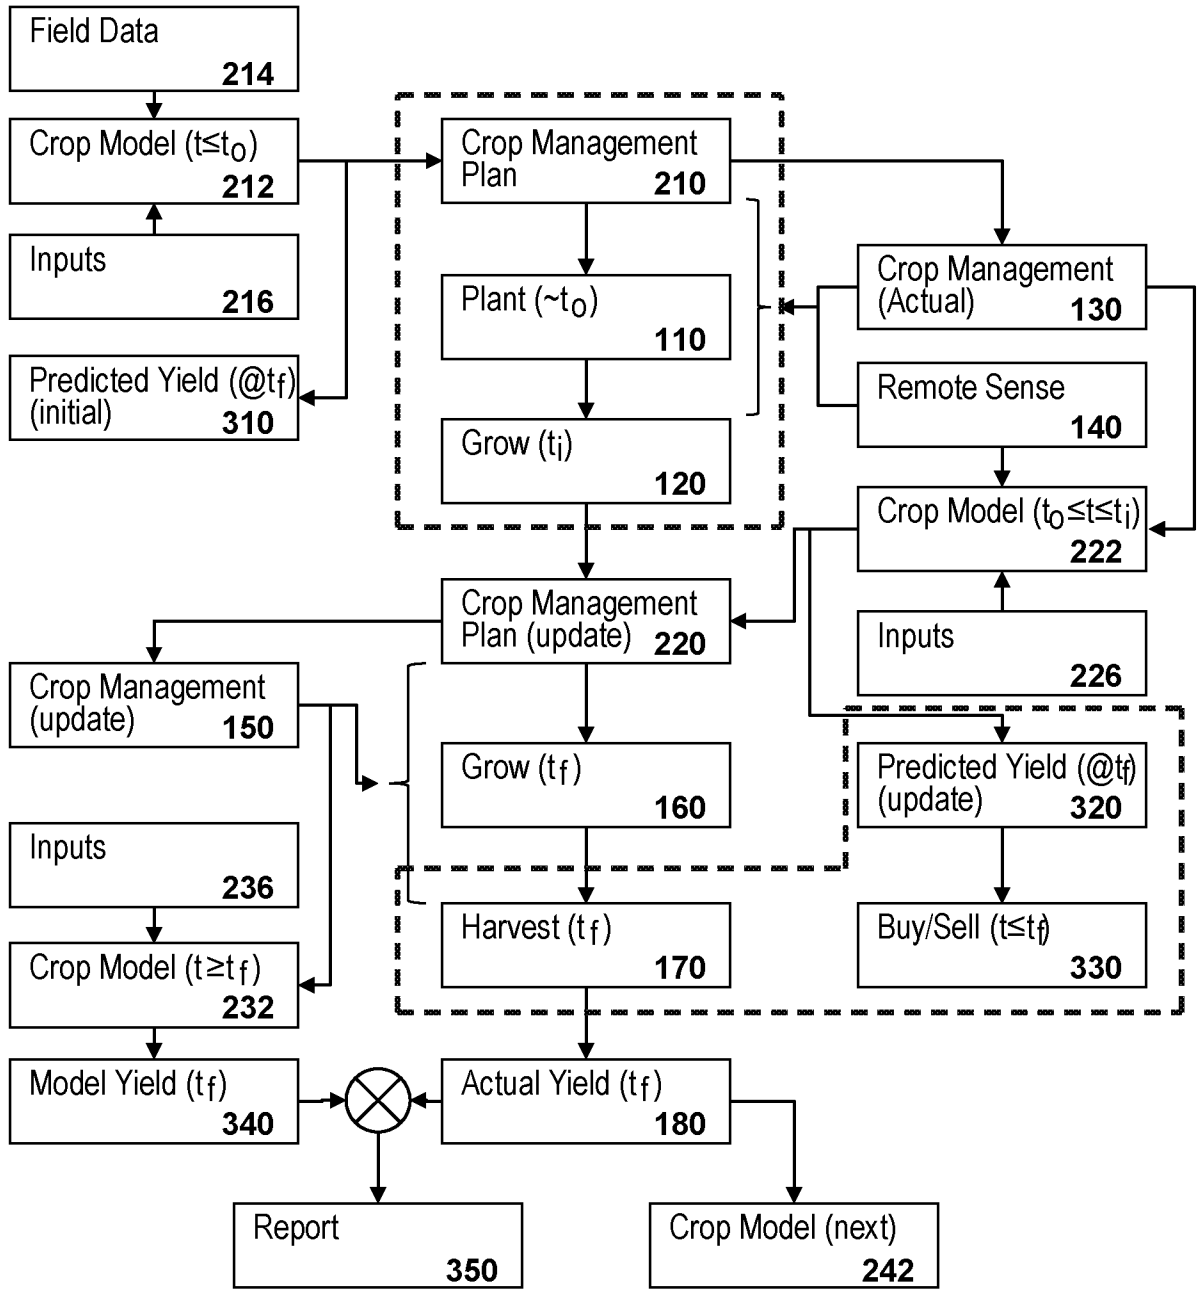 Field Data
214
Crop Model (t≤to)
212
Inputs
216
Predicted Yield (@tf)
(initial)
310
Crop Management
Plan
210
Plant (~to)
110
Grow (ti)
120
Crop Management
(Actual)
130
Remote Sense
140
Crop Model (to≤t≤ti)
222
Inputs
226
Crop Management
Plan (update)
220
Crop Management
(update)
150
Grow (tf)
160
Predicted Yield (@tf)
(update)
320
Inputs
236
Harvest (tf)
170
Buy/Sell (t≤tf)
330
Crop Model (t≥tf)
232
Model Yield (tf)
340
Actual Yield (tf)
180
Report
350
Crop Model (next)
242